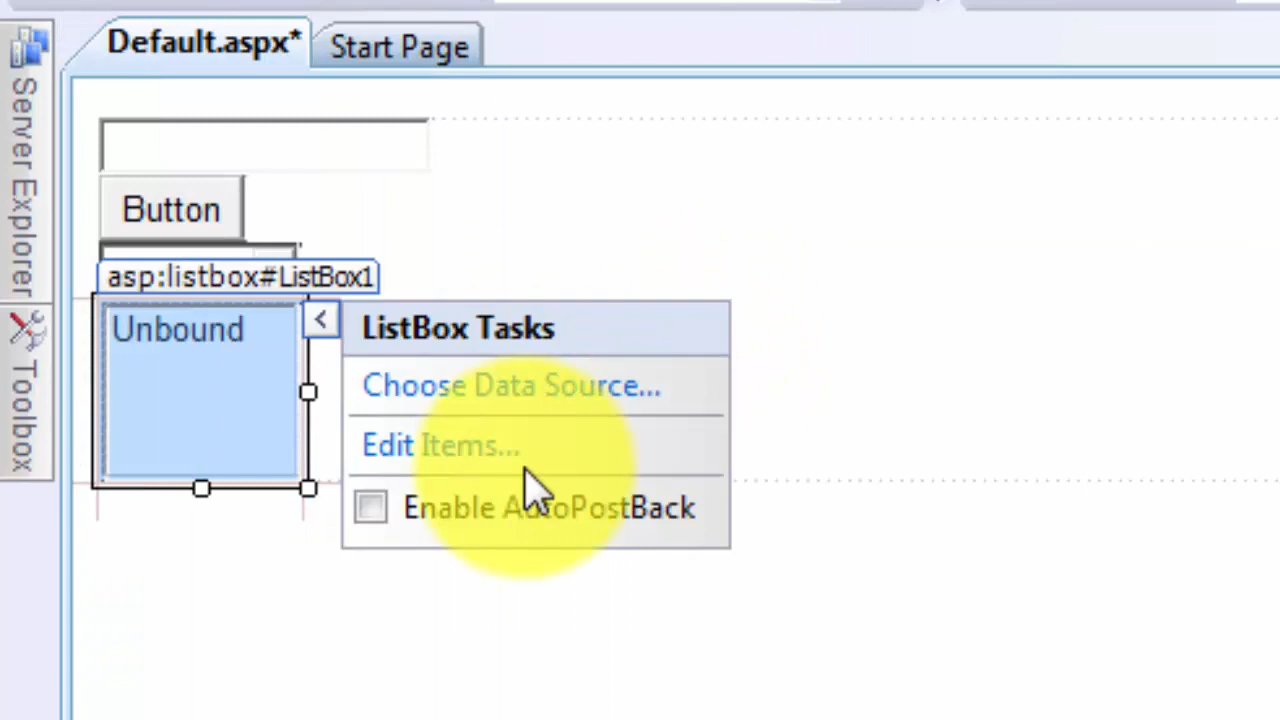 Default.aspx*
Start Page
Server Explorer
Toolbox
Button
asp:listbox#ListBox1
Unbound
<
ListBox Tasks
Choose Data Source...
Edit Items...
Enable AutoPostBack